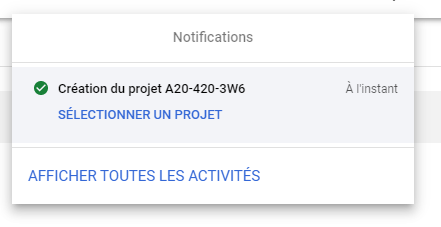 Notifications
Création du projet A20-420-3W6 À l'instant
SÉLECTIONNER UN PROJET
AFFICHER TOUTES LES ACTIVITÉS